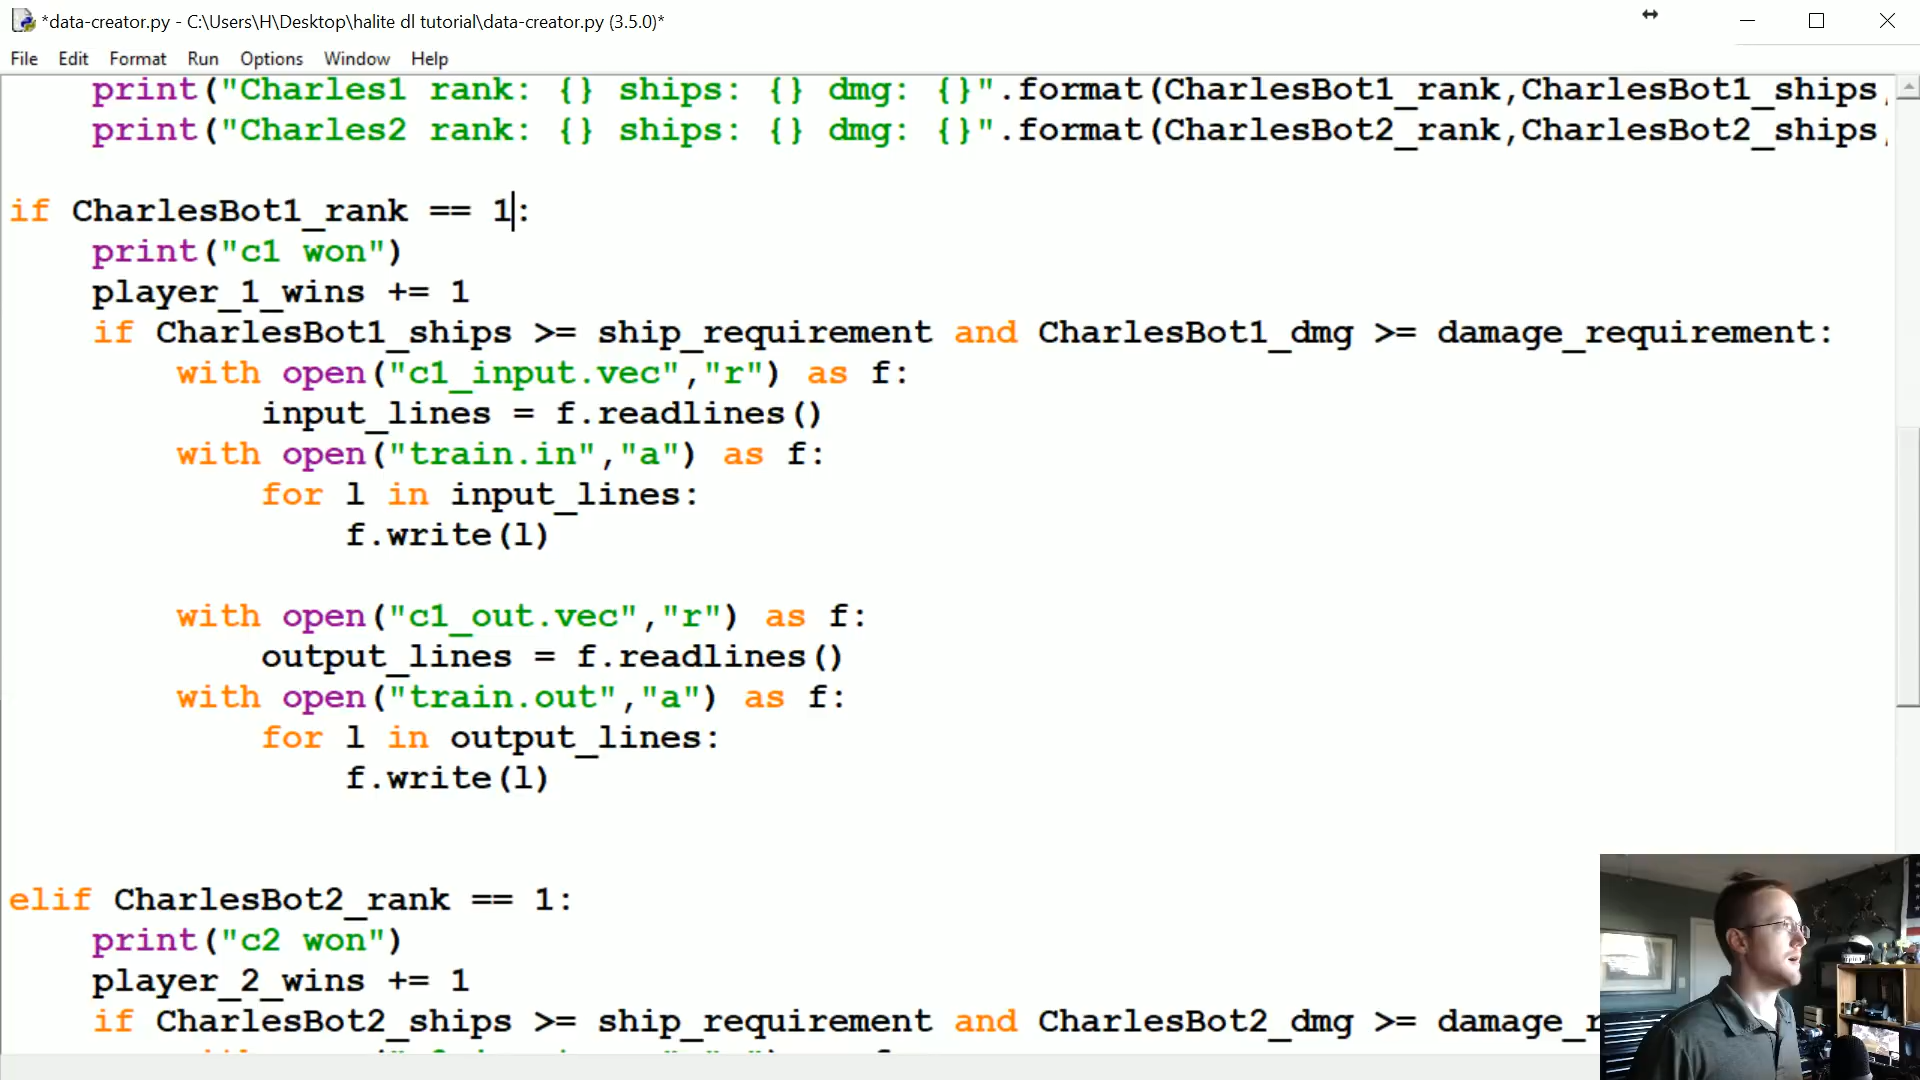 *data-creator.py - C:\Users\H\Desktop\halite dl tutorial\data-creator.py (3.5.0)*
File Edit Format Run Options Window Help
print("Charles1 rank: {} ships: {} dmg: {}".format(CharlesBot1_rank,CharlesBot1_ships,
print("Charles2 rank: {} ships: {} dmg: {}".format(CharlesBot2_rank,CharlesBot2_ships,
if CharlesBot1_rank == 1:
print("c1 won")
player_1_wins += 1
if CharlesBot1_ships >= ship_requirement and CharlesBot1_dmg >= damage_requirement:
with open("c1_input.vec","r") as f:
input_lines = f.readlines()
with open("train.in","a") as f:
for l in input_lines:
f.write(l)
with open("c1_out.vec","r") as f:
output_lines = f.readlines()
with open("train.out","a") as f:
for l in output_lines:
f.write(l)
elif CharlesBot2_rank == 1:
print("c2 won")
player_2_wins += 1
if CharlesBot2_ships >= ship_requirement and CharlesBot2_dmg >= damage_r